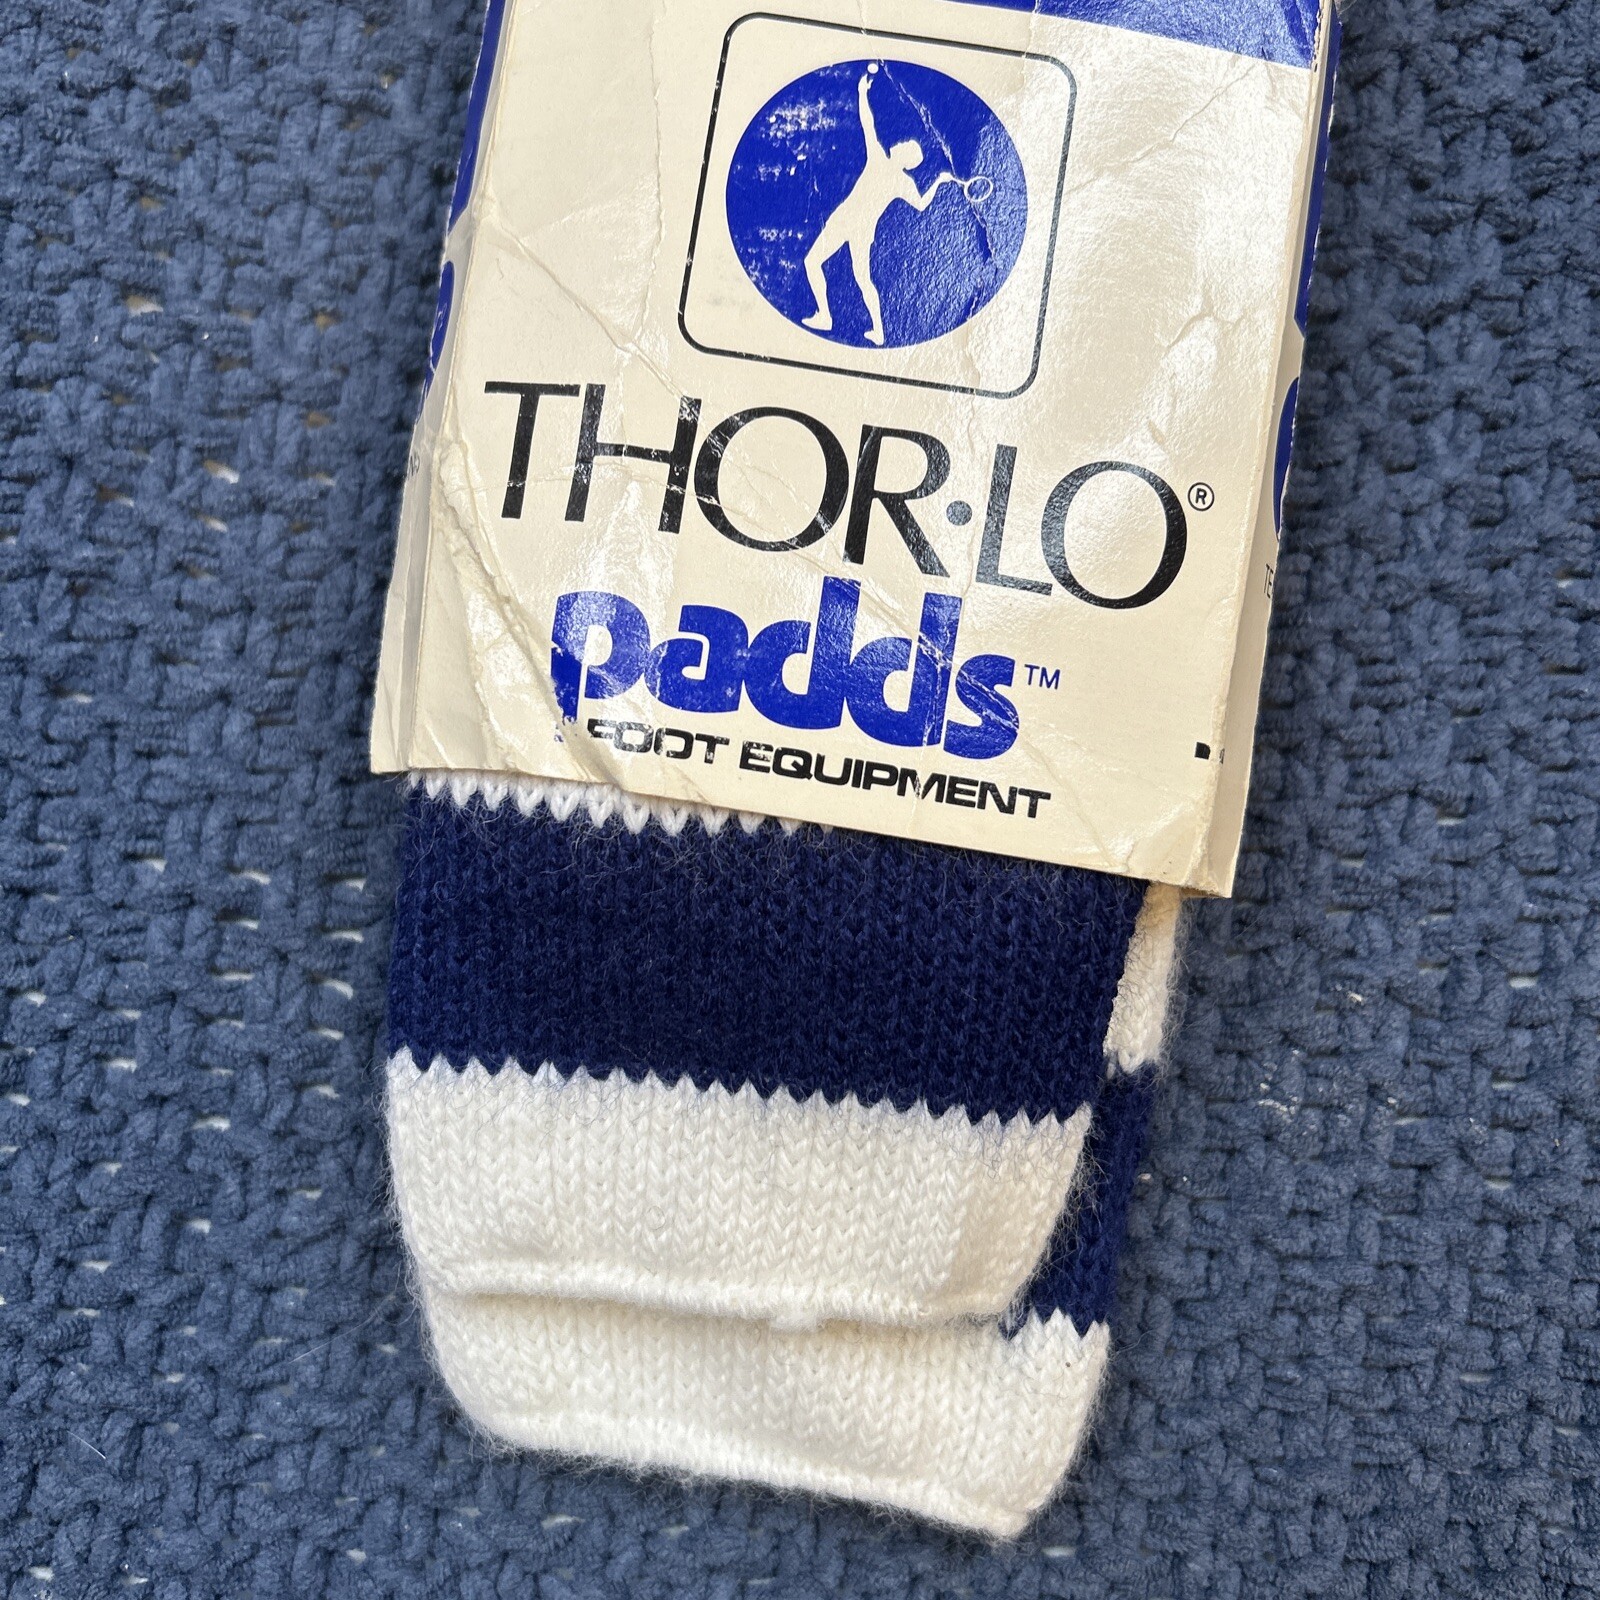 THOR·LO®
padds™
FOOT EQUIPMENT